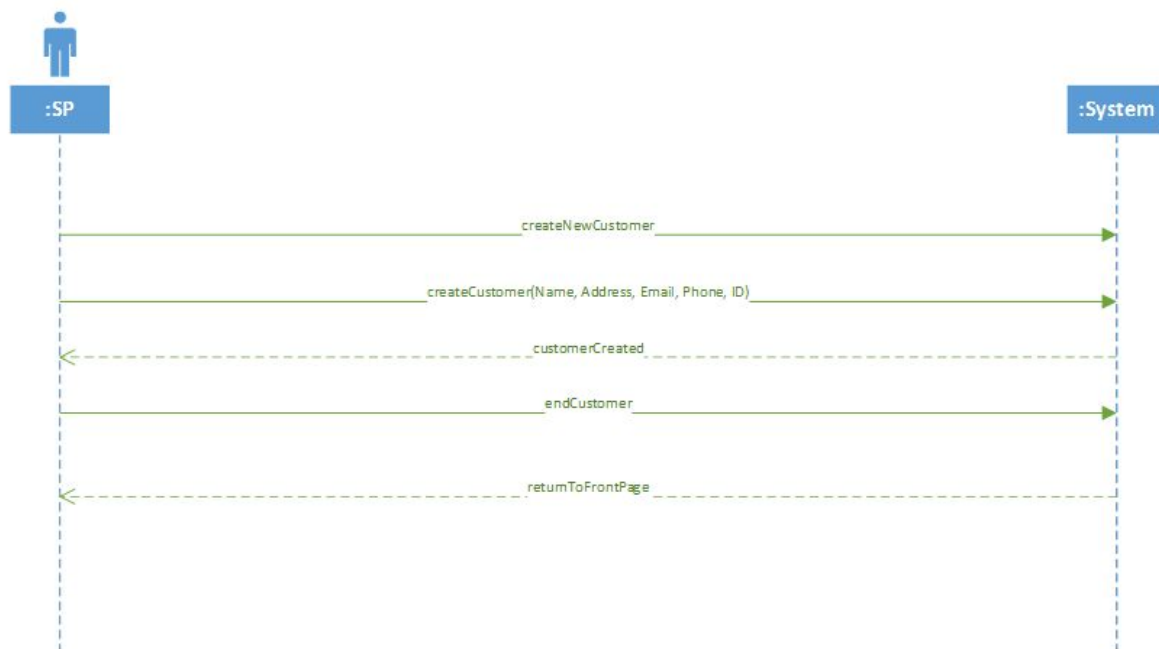 :SP
:System
createNewCustomer
createCustomer(Name, Address, Email, Phone, ID)
customerCreated
endCustomer
returnToFrontPage